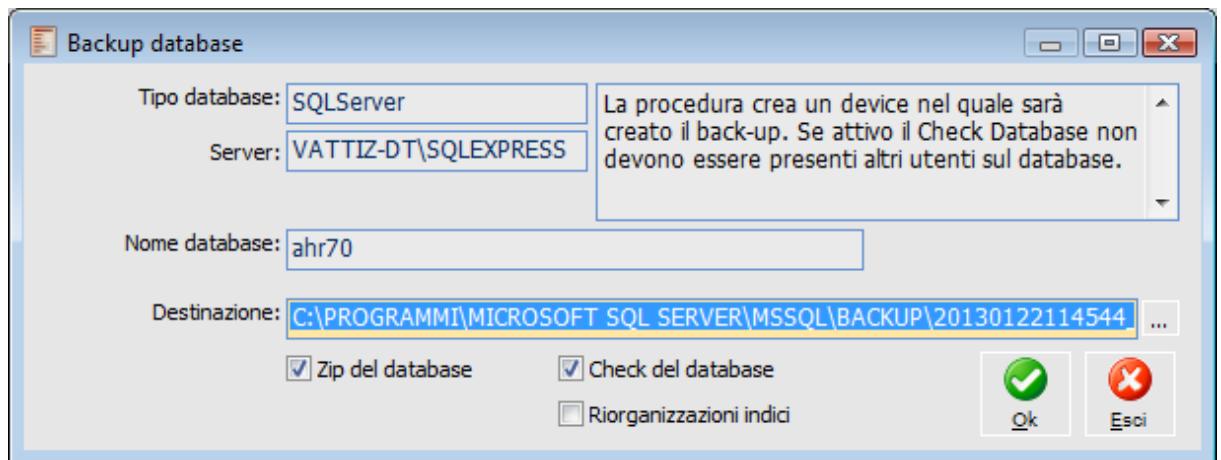 Backup database
Tipo database: SQLServer
La procedura crea un device nel quale sarà
creato il back-up. Se attivo il Check Database non
devono essere presenti altri utenti sul database.
Server: VATTIZ-DT\SQLEXPRESS
Nome database: ahr70
Destinazione: C:\PROGRAMMI\MICROSOFT SQL SERVER\MSSQL\BACKUP\20130122114544_ ...
Zip del database
Check del database
Riorganizzazioni indici
Ok
Esci